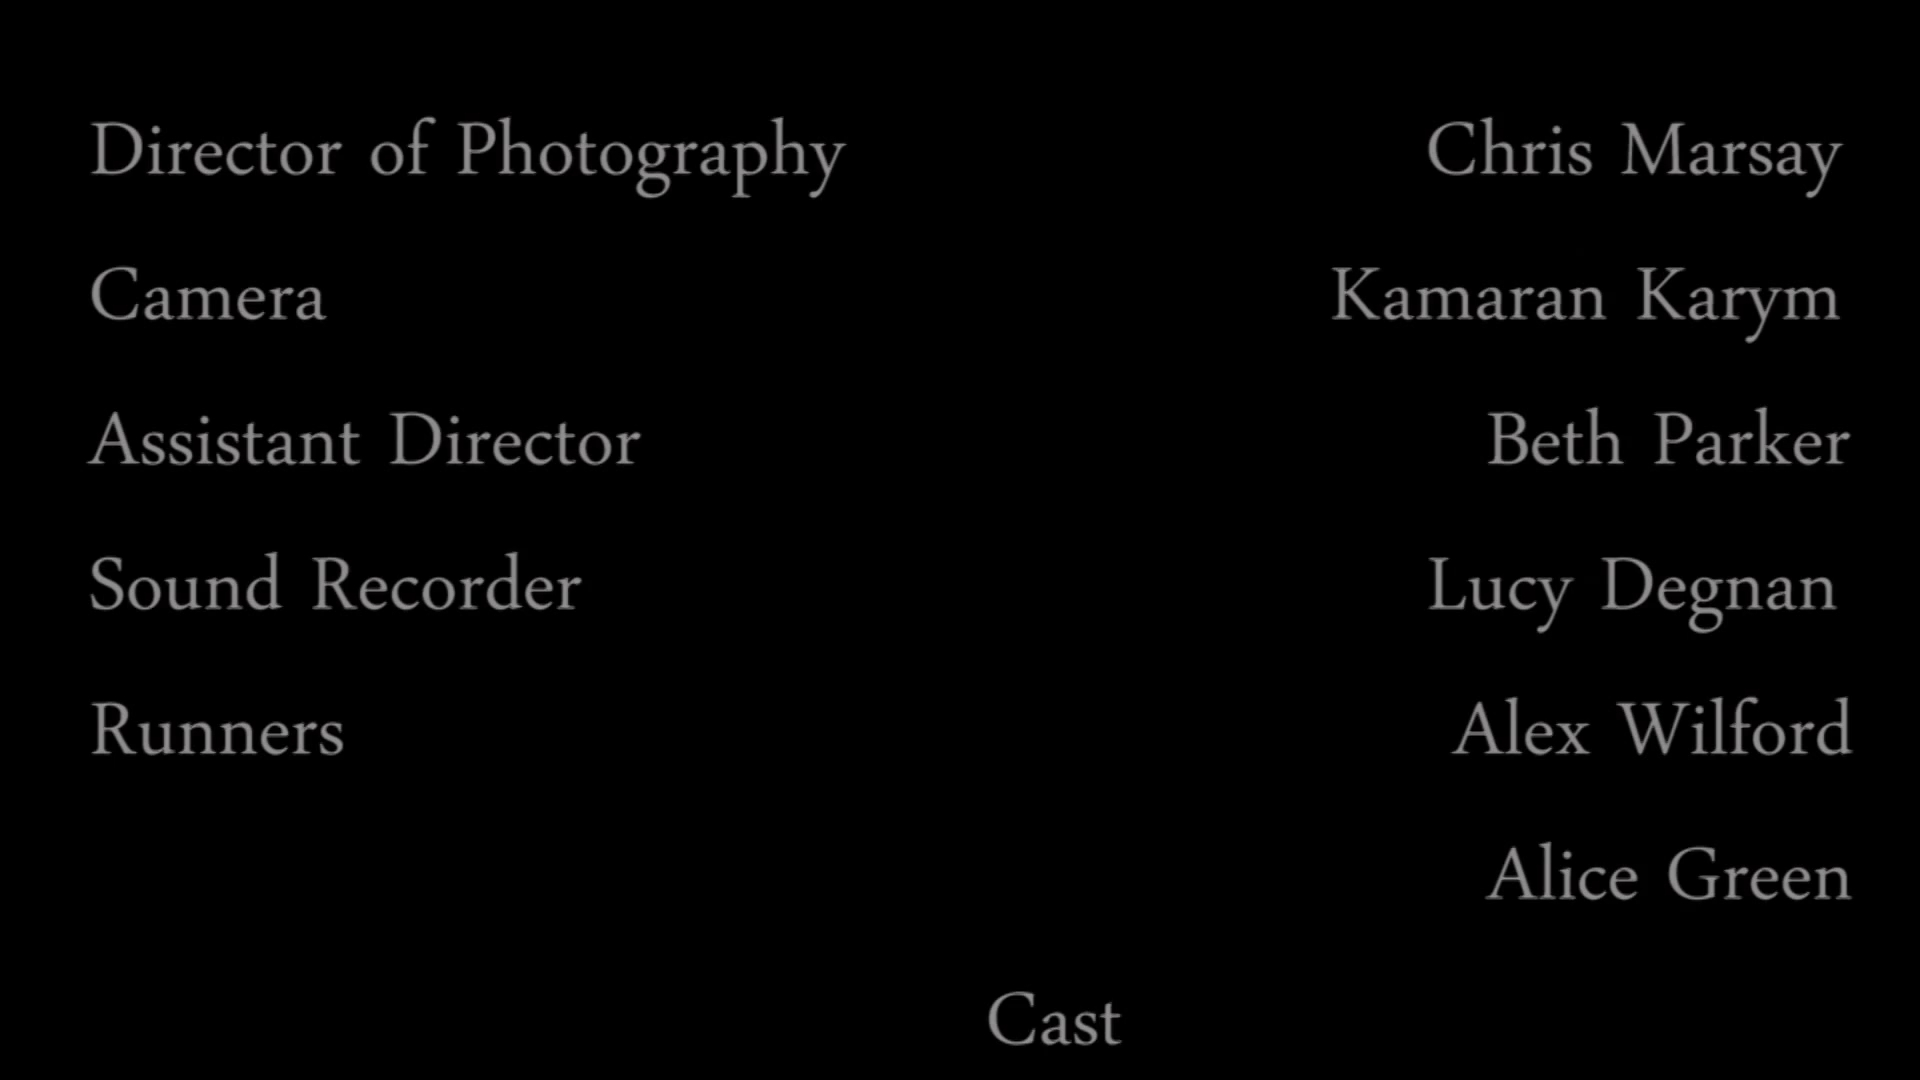 Director of Photography Chris Marsay
Camera Kamaran Karym
Assistant Director Beth Parker
Sound Recorder Lucy Degnan
Runners Alex Wilford
Alice Green
Cast